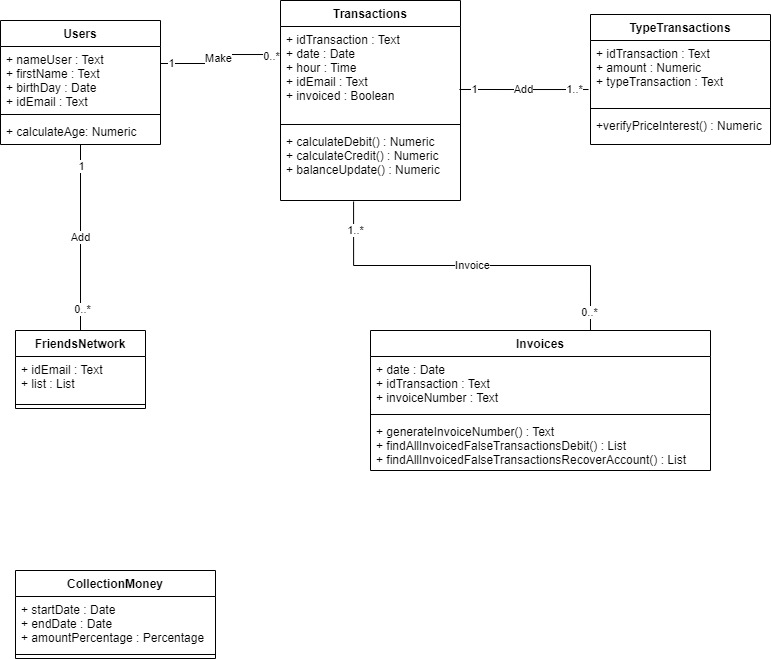 Users
+ nameUser : Text
+ firstName : Text
+ birthDay : Date
+ idEmail : Text
+ calculateAge: Numeric
1
Make
0..*
Transactions
+ idTransaction : Text
+ date : Date
+ hour : Time
+ idEmail : Text
+ invoiced : Boolean
+ calculateDebit() : Numeric
+ calculateCredit() : Numeric
+ balanceUpdate() : Numeric
1
Add
1..*
TypeTransactions
+ idTransaction : Text
+ amount : Numeric
+ typeTransaction : Text
+verifyPriceInterest() : Numeric
1
Add
0..*
1..*
Invoice
0..*
FriendsNetwork
+ idEmail : Text
+ list : List
Invoices
+ date : Date
+ idTransaction : Text
+ invoiceNumber : Text
+ generateInvoiceNumber() : Text
+ findAllInvoicedFalseTransactionsDebit() : List
+ findAllInvoicedFalseTransactionsRecoverAccount() : List
CollectionMoney
+ startDate : Date
+ endDate : Date
+ amountPercentage : Percentage